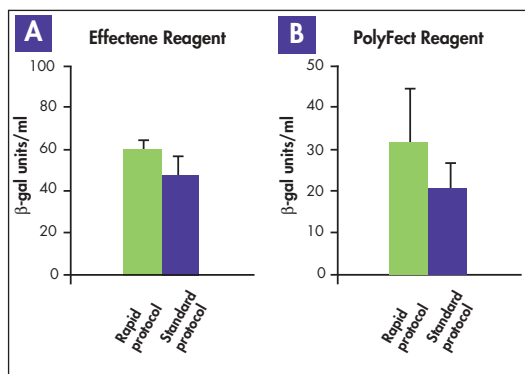 A
Effectene Reagent
β-gal units/ml
100
80
60
40
20
0
Rapid
protocol
Standard
protocol
B
PolyFect Reagent
β-gal units/ml
50
40
30
20
10
0
Rapid
protocol
Standard
protocol